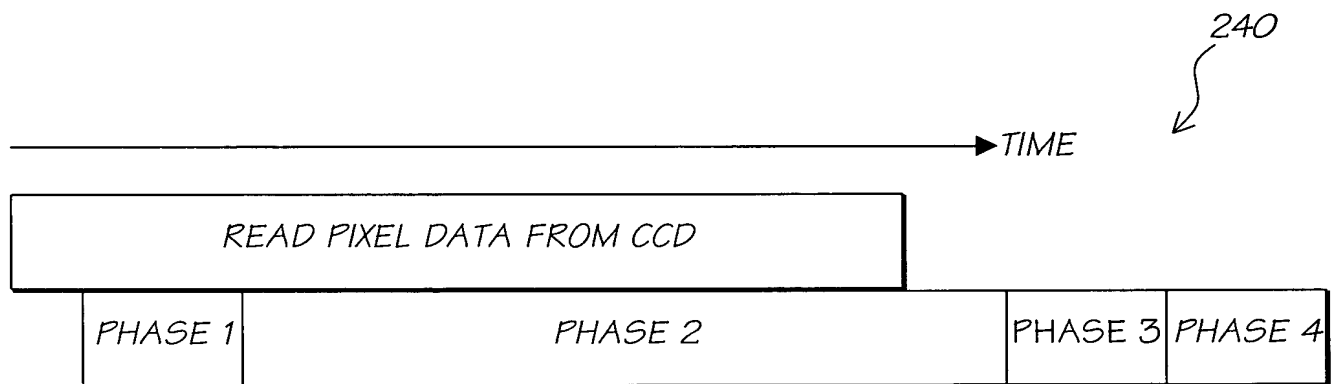 240
TIME
READ PIXEL DATA FROM CCD
PHASE 1
PHASE 2
PHASE 3
PHASE 4